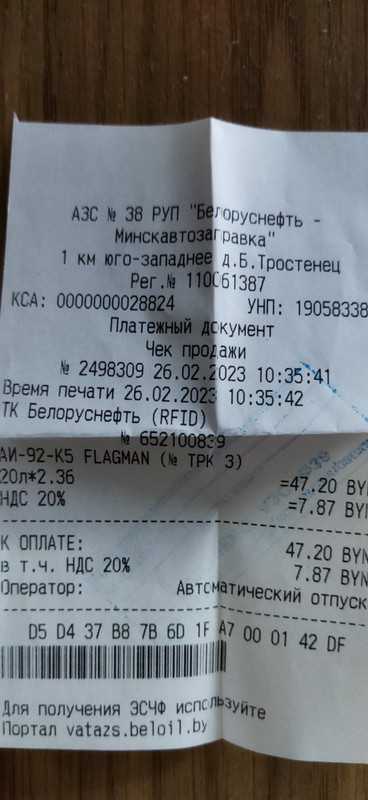 АЗС № 38 РУП "Белоруснефть -
Минскавтозаправка"
1 км юго-западнее д.Б.Тростенец
Рег.№ 110061387
КСА: 0000000028824 УНП: 19058338
Платежный документ
Чек продажи
№ 2498309 26.02.2023 10:35:41
Время печати 26.02.2023 10:35:42
ТК Белоруснефть (RFID)
№ 652100839
АИ-92-К5 FLAGMAN (№ ТРК 3)
20л*2.36 =47.20 BYN
НДС 20% =7.87 BYN
К ОПЛАТЕ: 47.20 BYN
в т.ч. НДС 20% 7.87 BYN
Оператор: Автоматический отпуск
D5 D4 37 B8 7B 6D 1F A7 00 01 42 DF
Для получения ЭСЧФ используйте
Портал vatazs.beloil.by